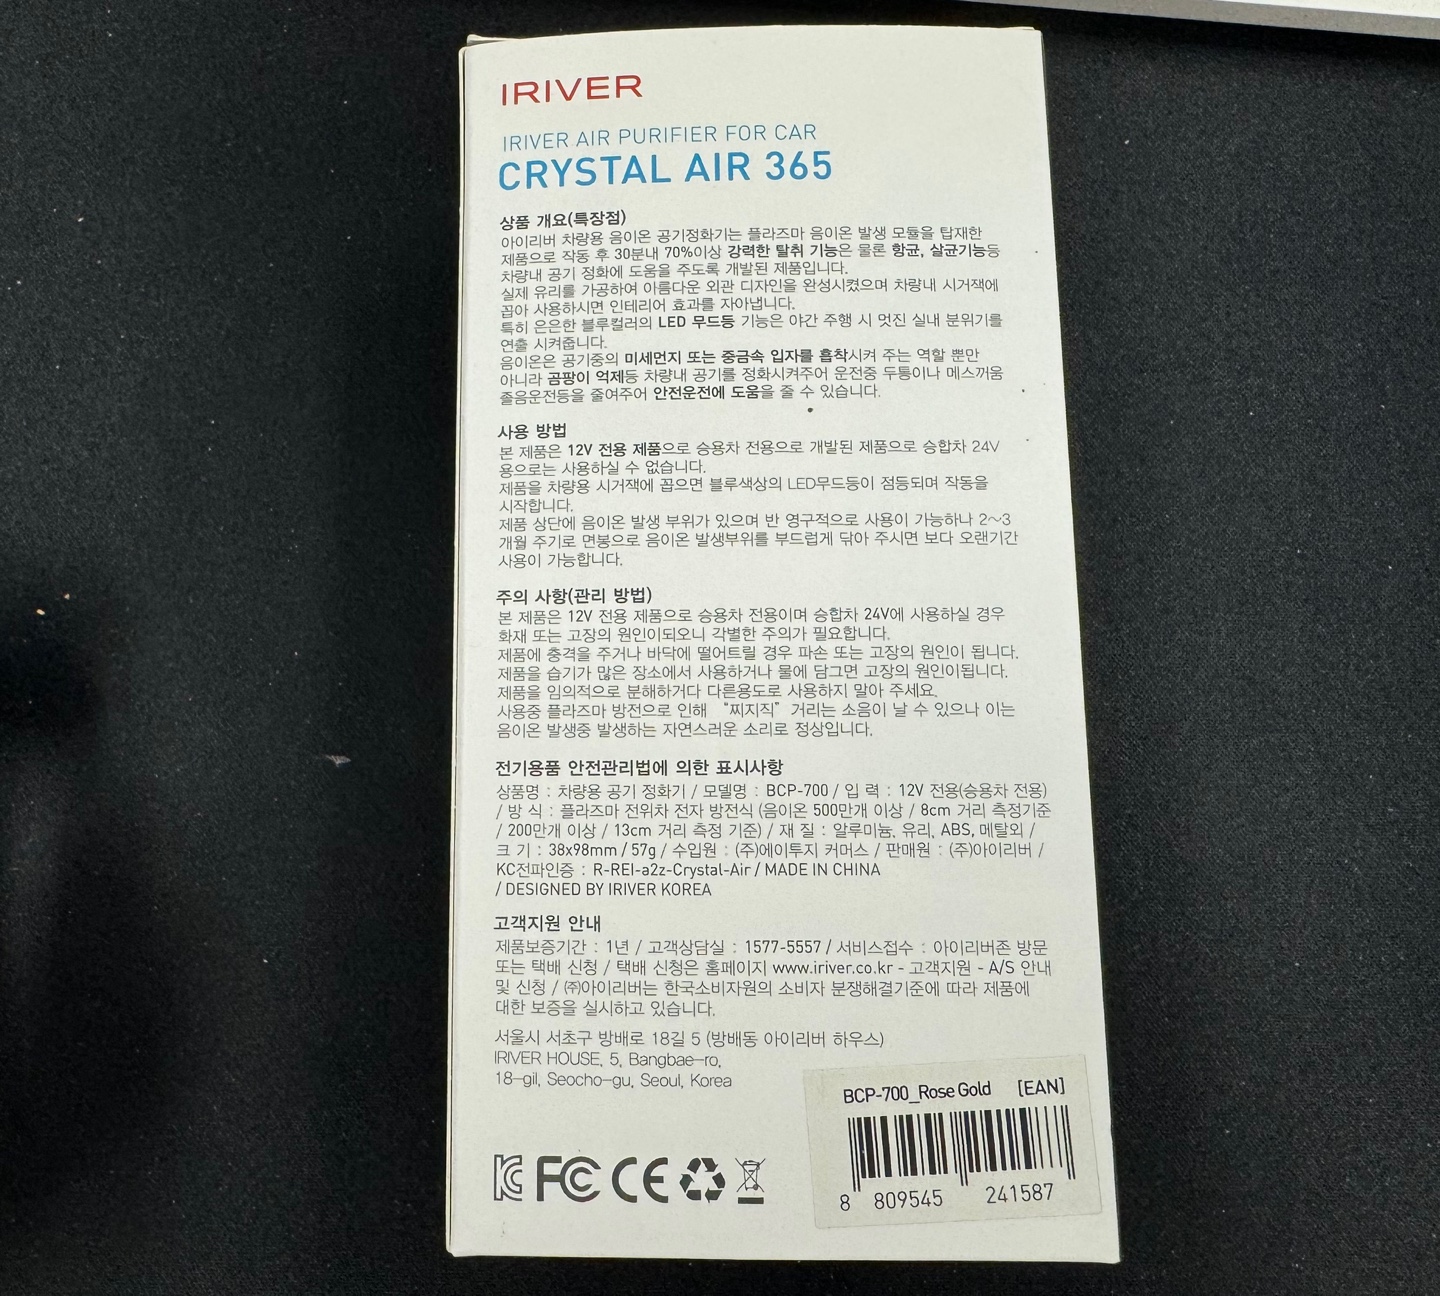 IRIVER
IRIVER AIR PURIFIER FOR CAR
CRYSTAL AIR 365
상품 개요(특장점)
아이리버 차량용 음이온 공기정화기는 플라즈마 음이온 발생 모듈을 탑재한
제품으로 작동 후 30분내 70%이상 강력한 탈취 기능은 물론 항균, 살균기능등
차량내 공기 정화에 도움을 주도록 개발된 제품입니다.
실제 유리를 가공하여 아름다운 외관 디자인을 완성시켰으며 차량내 시거잭에
꼽아 사용하시면 인테리어 효과를 자아냅니다.
특히 은은한 블루컬러의 LED 무드등 기능은 야간 주행 시 멋진 실내 분위기를
연출 시켜줍니다.
음이온은 공기중의 미세먼지 또는 중금속 입자를 흡착시켜 주는 역할 뿐만
아니라 곰팡이 억제등 차량내 공기를 정화시켜주어 운전중 두통이나 메스꺼움
졸음운전등을 줄여주어 안전운전에 도움을 줄 수 있습니다.
사용 방법
본 제품은 12V 전용 제품으로 승용차 전용으로 개발된 제품으로 승합차 24V
용으로는 사용하실 수 없습니다.
제품을 차량용 시거잭에 꼽으면 블루색상의 LED무드등이 점등되며 작동을
시작합니다.
제품 상단에 음이온 발생 부위가 있으며 반 영구적으로 사용이 가능하나 2~3
개월 주기로 면봉으로 음이온 발생부위를 부드럽게 닦아 주시면 보다 오랜기간
사용이 가능합니다.
주의 사항(관리 방법)
본 제품은 12V 전용 제품으로 승용차 전용이며 승합차 24V에 사용하실 경우
화재 또는 고장의 원인이되오니 각별한 주의가 필요합니다.
제품에 충격을 주거나 바닥에 떨어트릴 경우 파손 또는 고장의 원인이 됩니다.
제품을 습기가 많은 장소에서 사용하거나 물에 담그면 고장의 원인이됩니다.
제품을 임의적으로 분해하거다 다른용도로 사용하지 말아 주세요.
사용중 플라즈마 방전으로 인해 “찌지직” 거리는 소음이 날 수 있으나 이는
음이온 발생중 발생하는 자연스러운 소리로 정상입니다.
전기용품 안전관리법에 의한 표시사항
상품명 : 차량용 공기 정화기 / 모델명 : BCP-700 / 입 력 : 12V 전용(승용차 전용)
/ 방 식 : 플라즈마 전위차 전자 방전식 (음이온 500만개 이상 / 8cm 거리 측정기준
/ 200만개 이상 / 13cm 거리 측정 기준) / 재 질 : 알루미늄, 유리, ABS, 메탈외 /
크 기 : 38x98mm / 57g / 수입원 : (주)에이투지 커머스 / 판매원 : (주)아이리버 /
KC전파인증 : R-REI-a2z-Crystal-Air / MADE IN CHINA
/ DESIGNED BY IRIVER KOREA
고객지원 안내
제품보증기간 : 1년 / 고객상담실 : 1577-5557 / 서비스접수 : 아이리버존 방문
또는 택배 신청 / 택배 신청은 홈페이지 www.iriver.co.kr - 고객지원 - A/S 안내
및 신청 / ㈜아이리버는 한국소비자원의 소비자 분쟁해결기준에 따라 제품에
대한 보증을 실시하고 있습니다.
서울시 서초구 방배로 18길 5 (방배동 아이리버 하우스)
IRIVER HOUSE, 5, Bangbae-ro,
18-gil, Seocho-gu, Seoul, Korea
BCP-700_Rose Gold [EAN]
8 809545 241587
KC FC CE